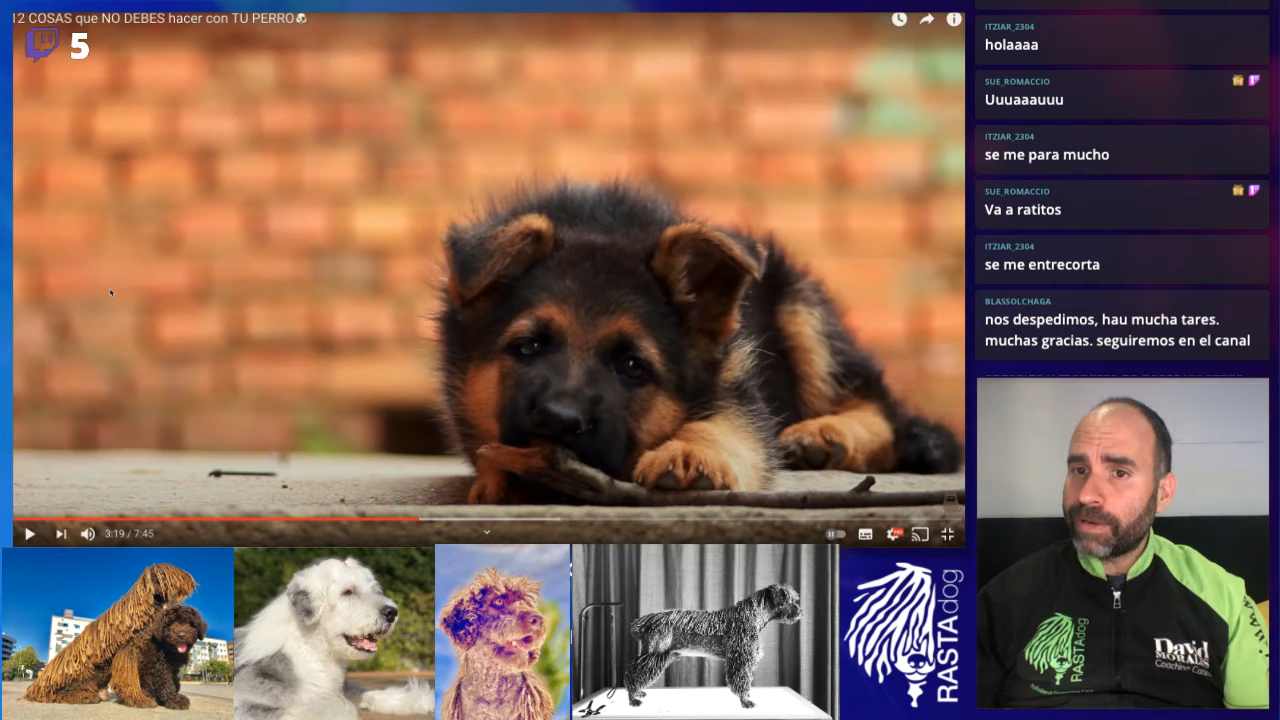 12 COSAS que NO DEBES hacer con TU PERRO
5
3:19 / 7:45
ITZIAR_2304
holaaaa
SUE_ROMACCIO
Uuuaaauuu
ITZIAR_2304
se me para mucho
SUE_ROMACCIO
Va a ratitos
ITZIAR_2304
se me entrecorta
BLASSOLCHAGA
nos despedimos, hau mucha tares.
muchas gracias. seguiremos en el canal
RASTAdog
RASTAdog
David
MORALES